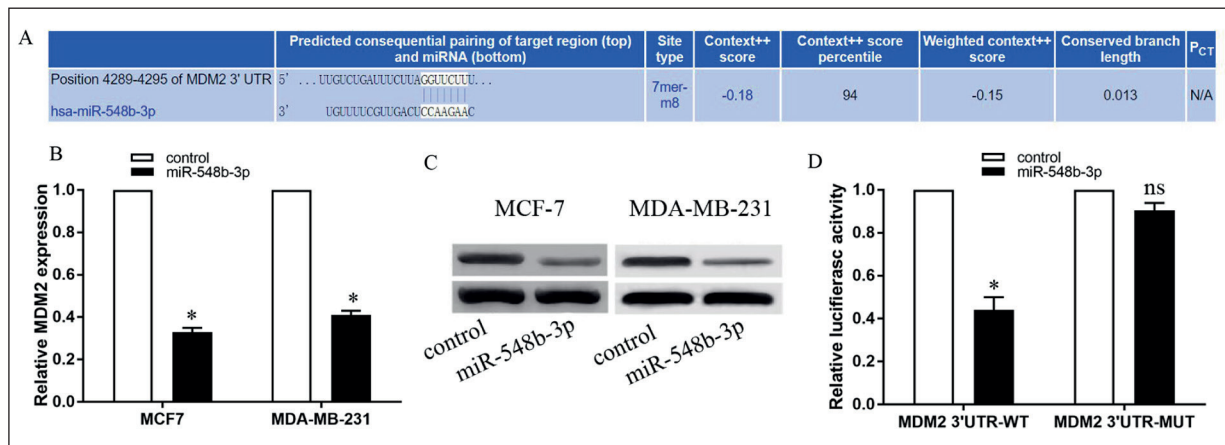 A
Predicted consequential pairing of target region (top) and miRNA (bottom)
Site type
Context++ score
Context++ score percentile
Weighted context++ score
Conserved branch length
PCT
Position 4289-4295 of MDM2 3' UTR
5' ...UUGUCUGAUUUCUUAGGUUCUUU...
hsa-miR-548b-3p
3' UGUUUUCGUUGACUCCAAGAAC
7mer-m8
-0.18
94
-0.15
0.013
N/A
B
control
miR-548b-3p
Relative MDM2 expression
1.0
0.8
0.6
0.4
0.2
0.0
*
*
MCF7
MDA-MB-231
C
MCF-7
MDA-MB-231
control
miR-548b-3p
control
miR-548b-3p
D
control
miR-548b-3p
Relative lucifierasc acitvity
1.0
0.8
0.6
0.4
0.2
0.0
*
ns
MDM2 3'UTR-WT
MDM2 3'UTR-MUT